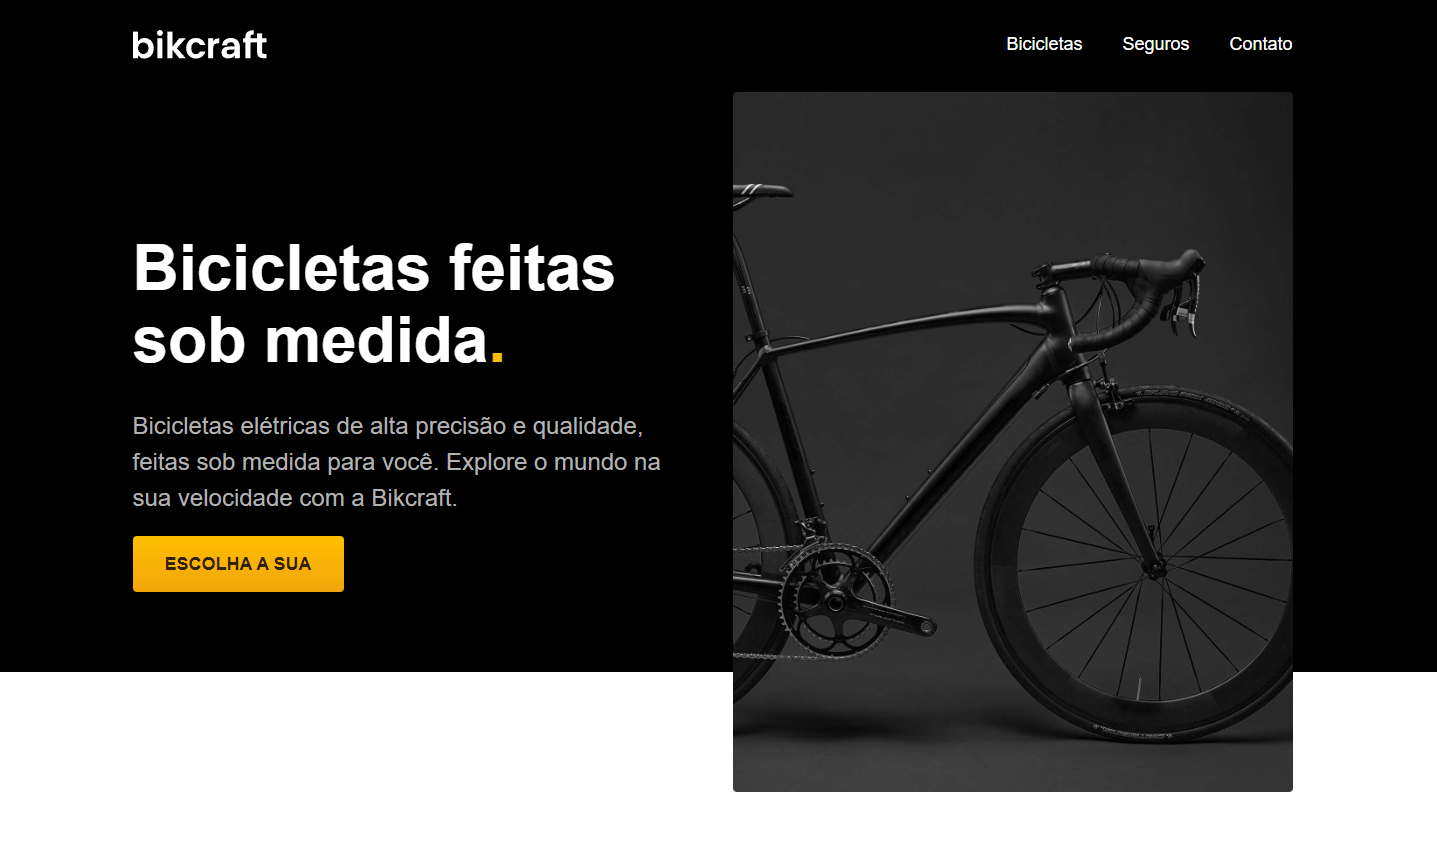 bikcraft
Bicicletas Seguros Contato
Bicicletas feitas
sob medida.
Bicicletas elétricas de alta precisão e qualidade,
feitas sob medida para você. Explore o mundo na
sua velocidade com a Bikcraft.
ESCOLHA A SUA